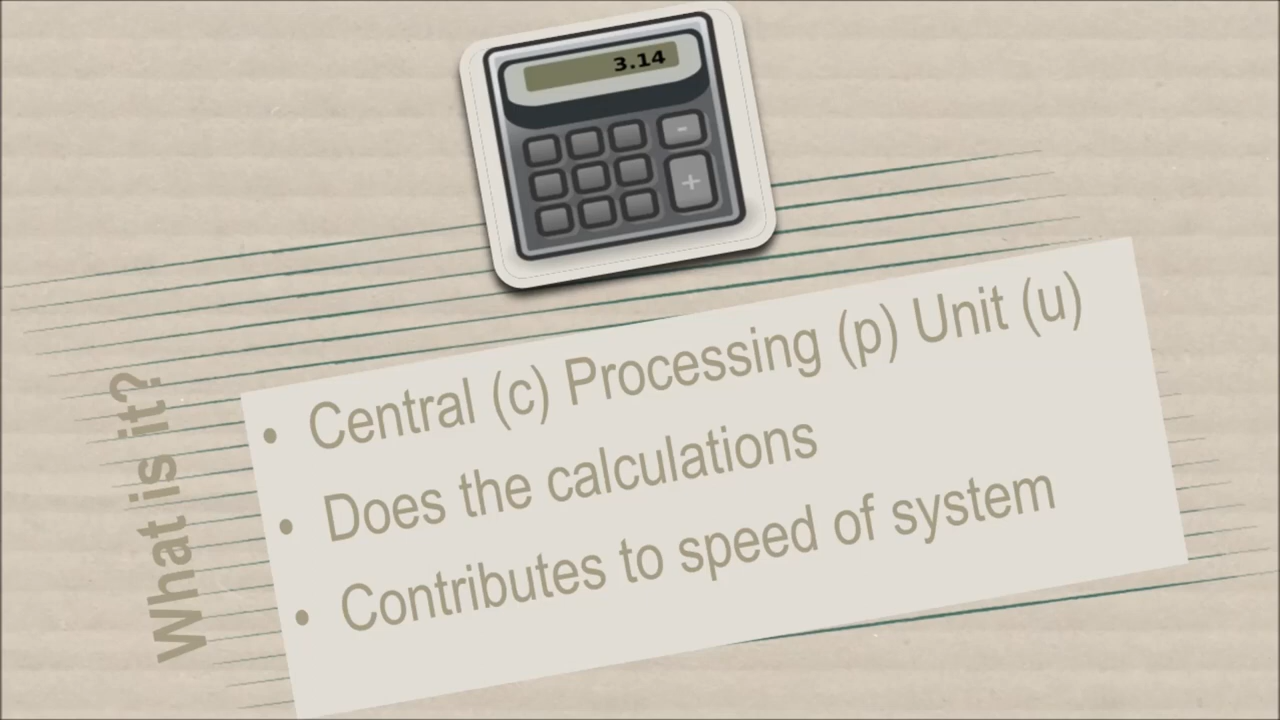 3.14
-
+
What is it?
• Central (c) Processing (p) Unit (u)
• Does the calculations
• Contributes to speed of system